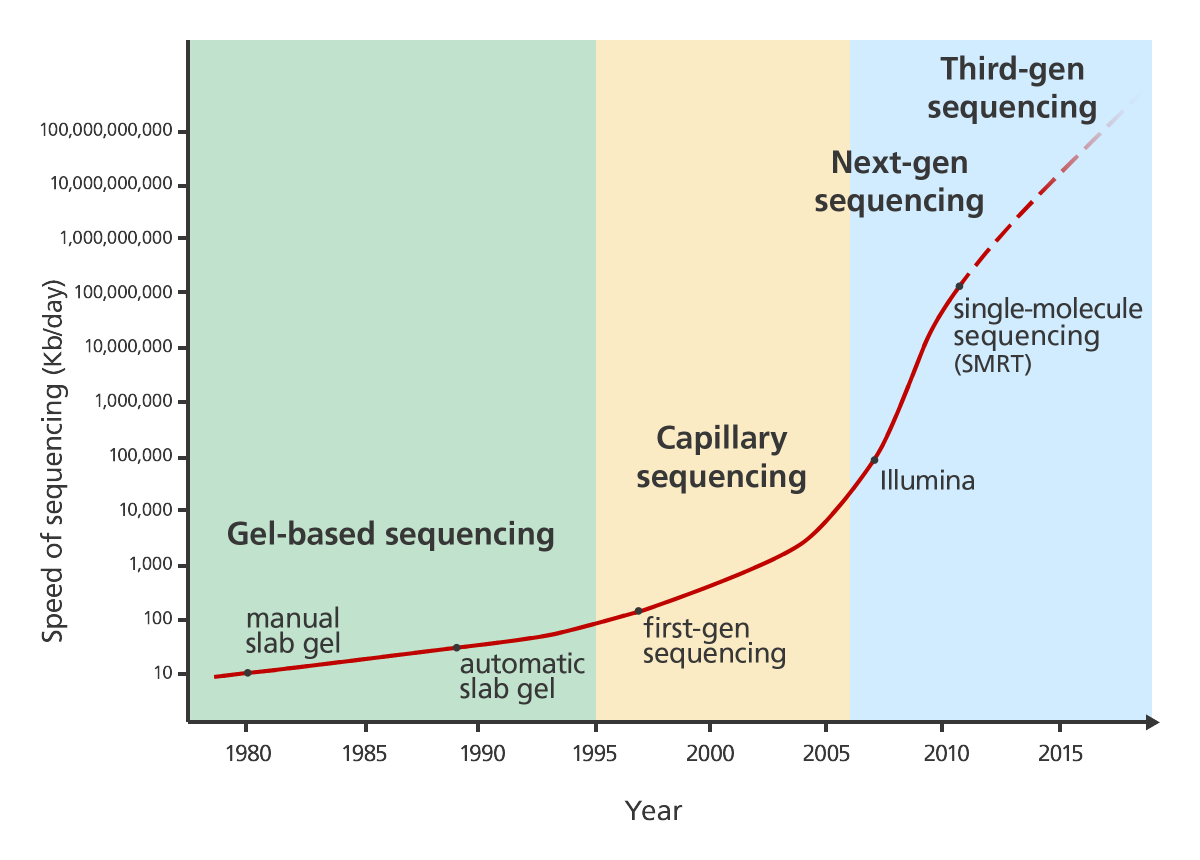 Third-gen
sequencing
100,000,000,000
Next-gen
sequencing
10,000,000,000
1,000,000,000
100,000,000
single-molecule
sequencing
(SMRT)
10,000,000
1,000,000
Capillary
sequencing
100,000
Illumina
10,000
Gel-based sequencing
1,000
100
manual
slab gel
first-gen
sequencing
automatic
slab gel
10
Speed of sequencing (Kb/day)
1980 1985 1990 1995 2000 2005 2010 2015
Year